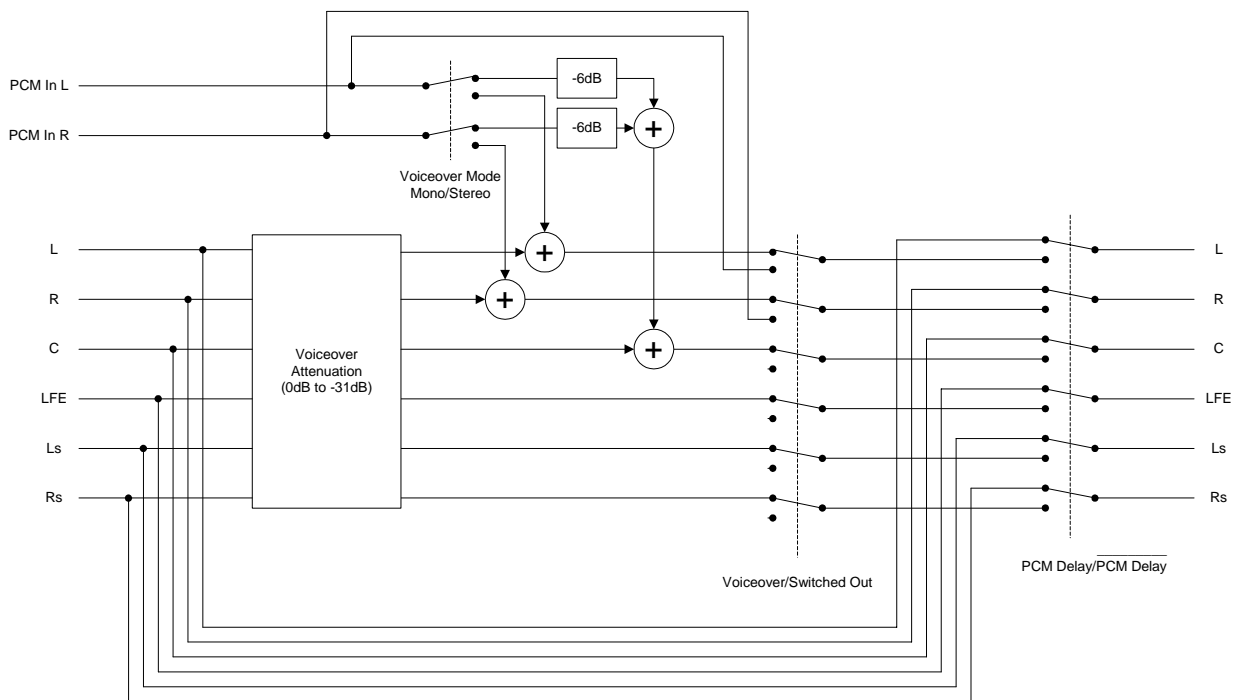 PCM In L
-6dB
PCM In R
-6dB
+
Voiceover Mode
Mono/Stereo
L
+
L
R
+
R
C
Voiceover
Attenuation
(0dB to -31dB)
+
C
LFE
LFE
Ls
Ls
Rs
Rs
Voiceover/Switched Out
PCM Delay/PCM Delay